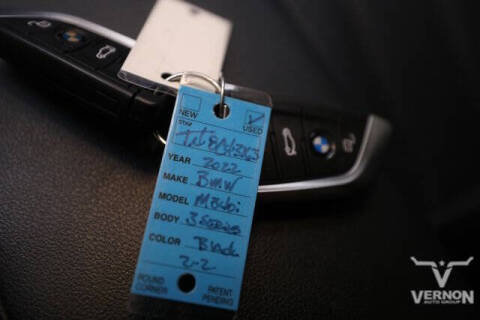 NEW USED
STK#
YEAR 2022
MAKE BMW
MODEL M340i
BODY 3 Series
COLOR Black
2-2
ROUND CORNER PATENT PENDING
VERNON
AUTO GROUP